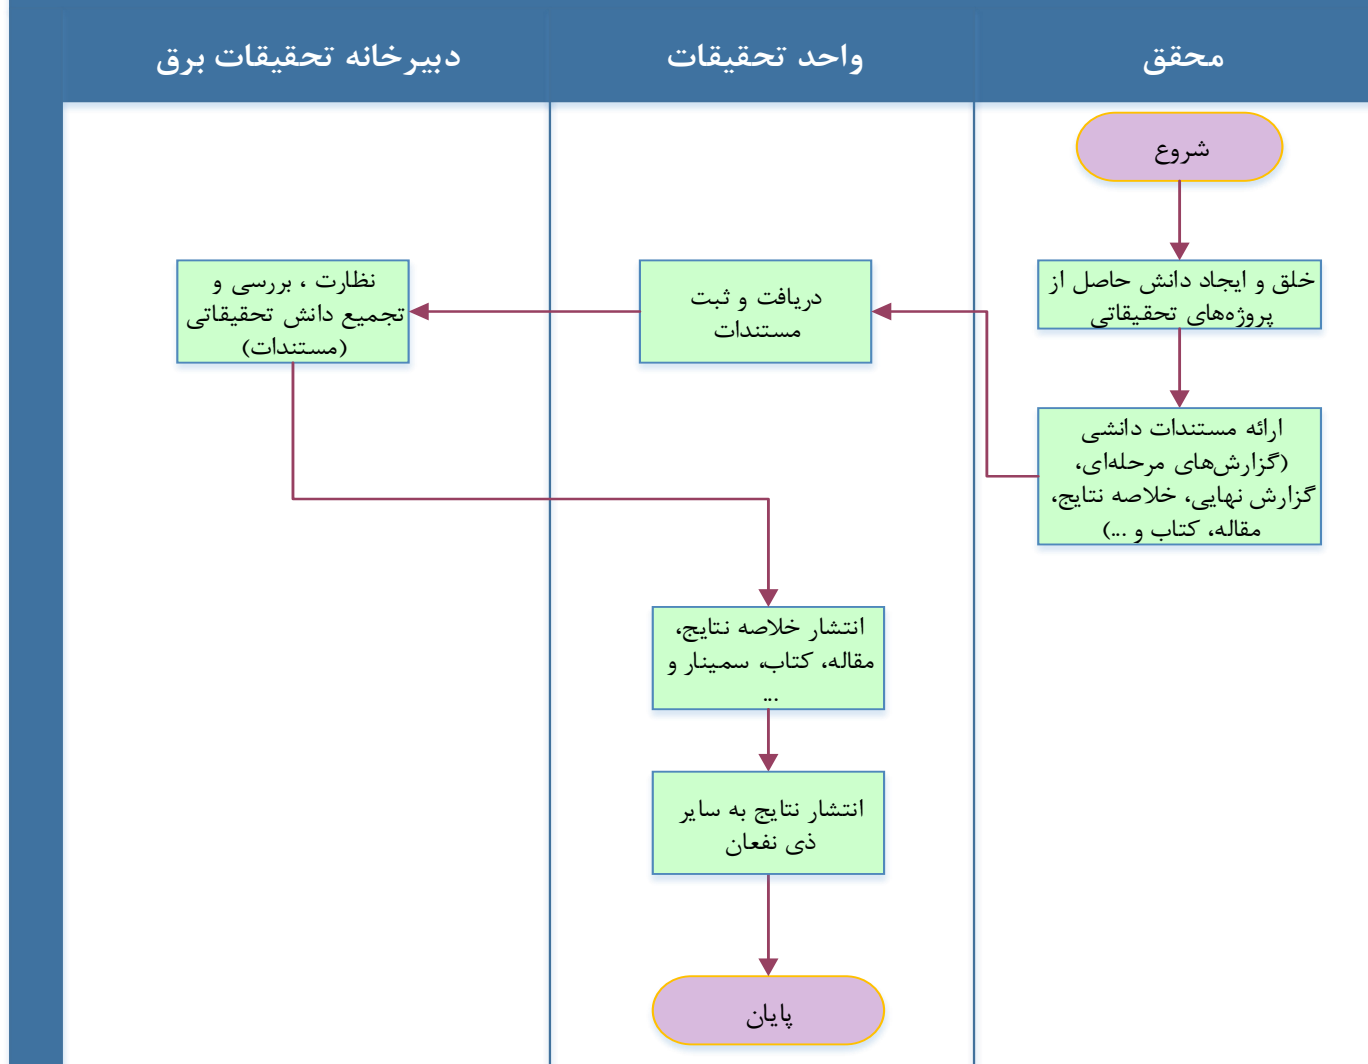 محقق
واحد تحقیقات
دبیرخانه تحقیقات برق
شروع
خلق و ایجاد دانش حاصل از
پروژه‌های تحقیقاتی
ارائه مستندات دانشی
(گزارش‌های مرحله‌ای،
گزارش نهایی، خلاصه نتایج،
مقاله، کتاب و ...)
دریافت و ثبت
مستندات
نظارت ، بررسی و
تجمیع دانش تحقیقاتی
(مستندات)
انتشار خلاصه نتایج،
مقاله، کتاب، سمینار و
...
انتشار نتایج به سایر
ذی نفعان
پایان